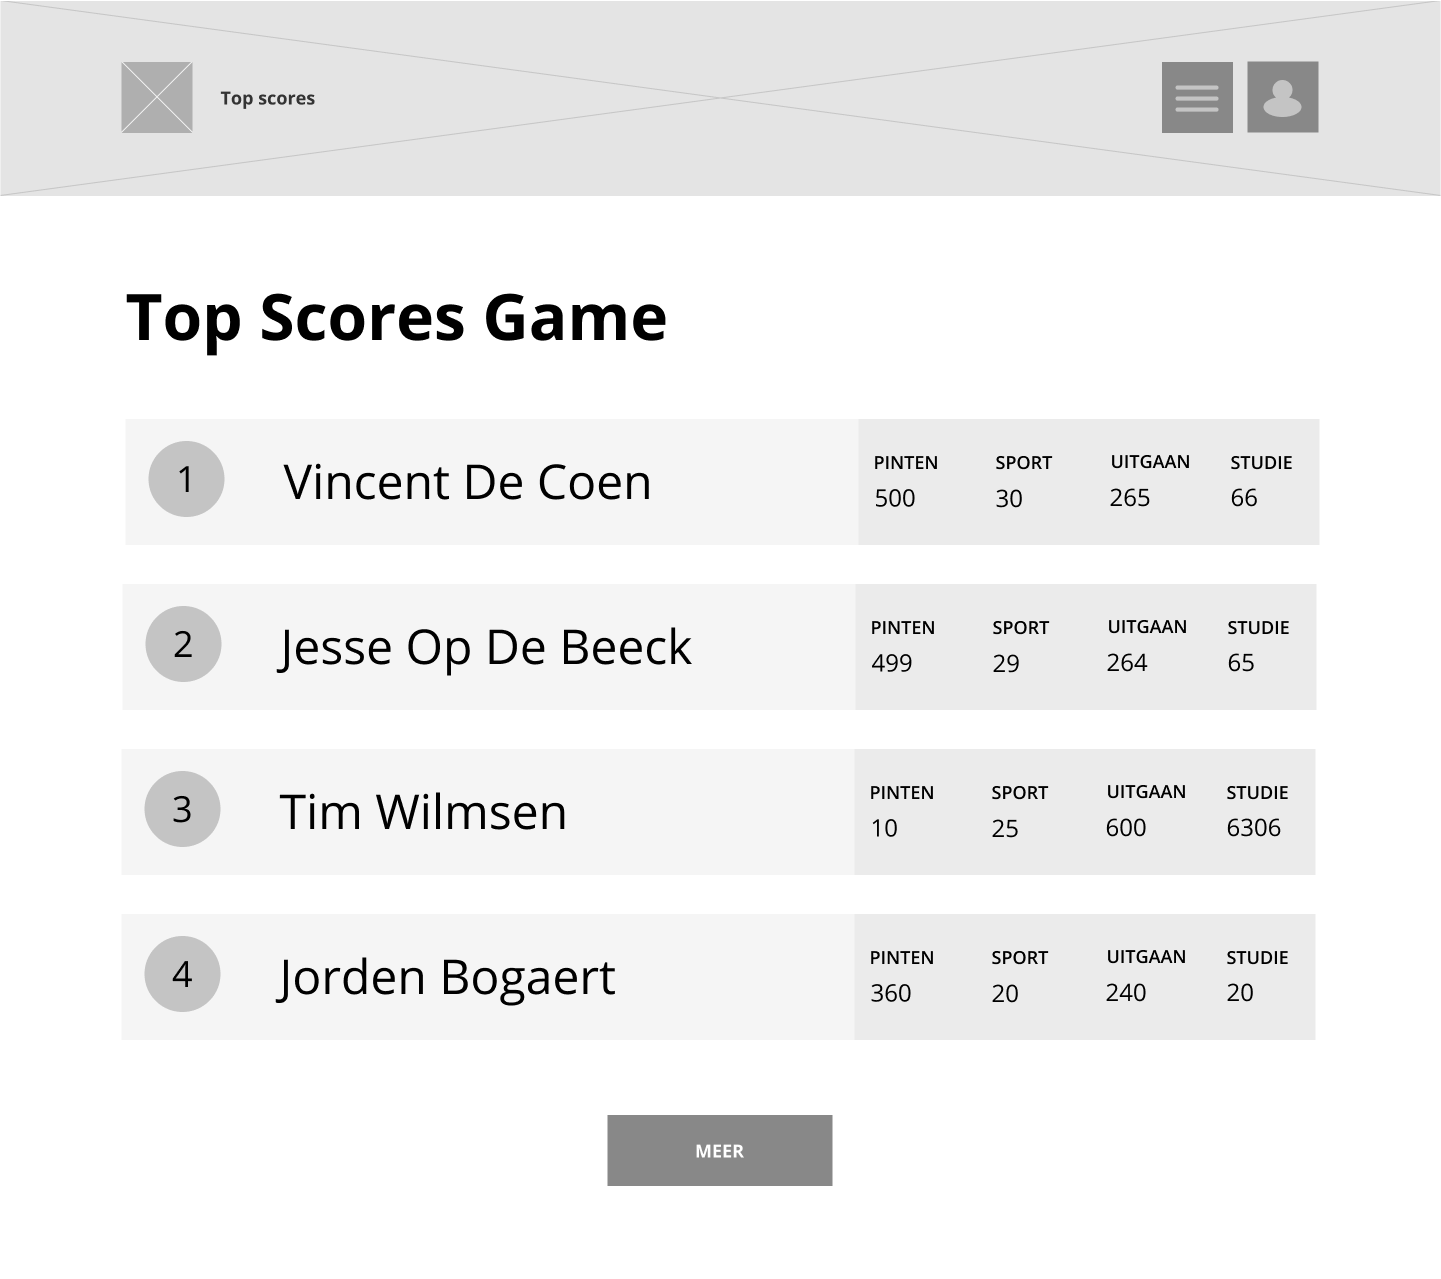 Top scores
Top Scores Game
1 Vincent De Coen
PINTEN SPORT UITGAAN STUDIE
500 30 265 66
2 Jesse Op De Beeck
PINTEN SPORT UITGAAN STUDIE
499 29 264 65
3 Tim Wilmsen
PINTEN SPORT UITGAAN STUDIE
10 25 600 6306
4 Jorden Bogaert
PINTEN SPORT UITGAAN STUDIE
360 20 240 20
MEER